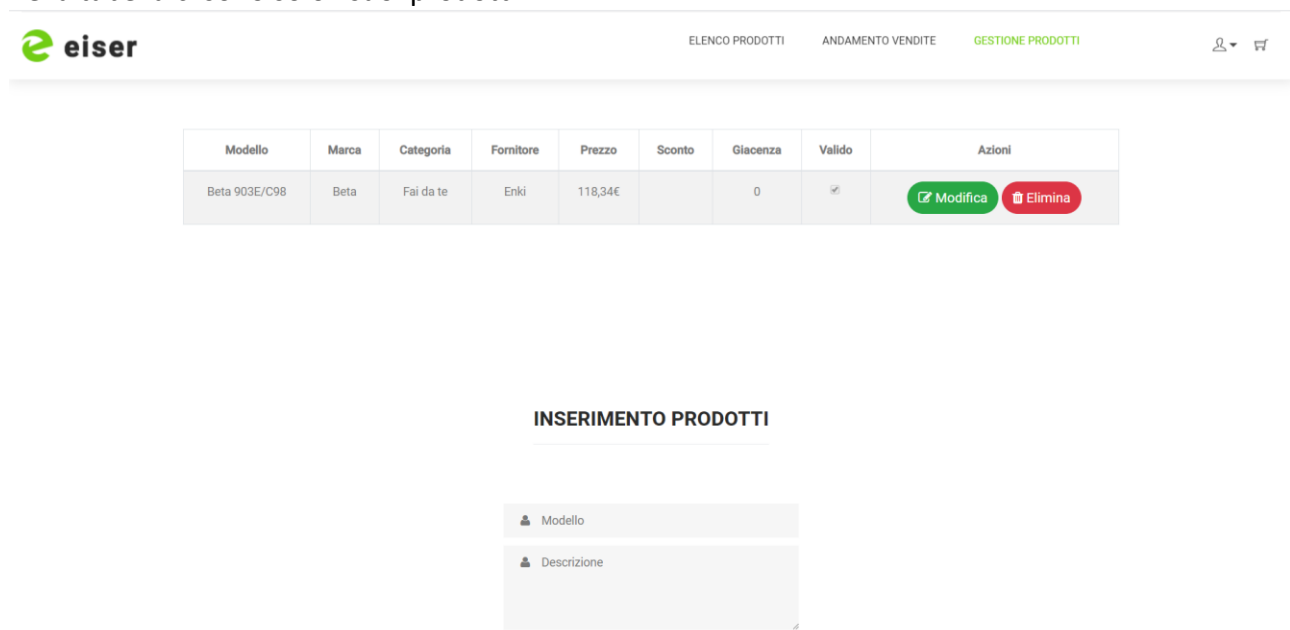 eiser
ELENCO PRODOTTI ANDAMENTO VENDITE GESTIONE PRODOTTI
Modello Marca Categoria Fornitore Prezzo Sconto Giacenza Valido Azioni
Beta 903E/C98 Beta Fai da te Enki 118,34€ 0 Modifica Elimina
INSERIMENTO PRODOTTI
Modello
Descrizione